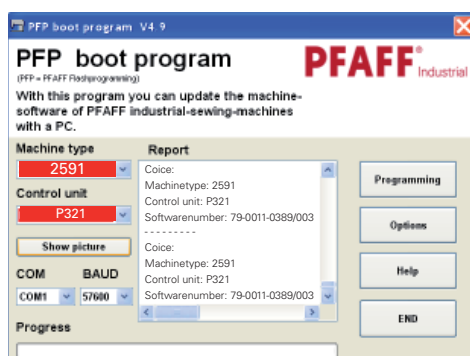 PFP boot program V4.9
PFP boot program
(PFP = PFAFF Flashprogramming)
PFAFF®
Industrial
With this program you can update the machine-
software of PFAFF industrial-sewing-machines
with a PC.
Machine type
2591
Control unit
P321
Show picture
COM BAUD
COM1 57600
Progress
Report
Coice:
Machinetype: 2591
Control unit: P321
Softwarenumber: 79-0011-0389/003
- - - - - - - - -
Coice:
Machinetype: 2591
Control unit: P321
Softwarenumber: 79-0011-0389/003
Programming
Options
Help
END